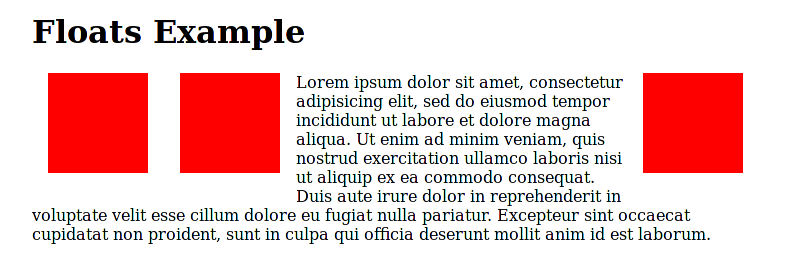 Floats Example
Lorem ipsum dolor sit amet, consectetur
adipisicing elit, sed do eiusmod tempor
incididunt ut labore et dolore magna
aliqua. Ut enim ad minim veniam, quis
nostrud exercitation ullamco laboris nisi
ut aliquip ex ea commodo consequat.
Duis aute irure dolor in reprehenderit in
voluptate velit esse cillum dolore eu fugiat nulla pariatur. Excepteur sint occaecat
cupidatat non proident, sunt in culpa qui officia deserunt mollit anim id est laborum.